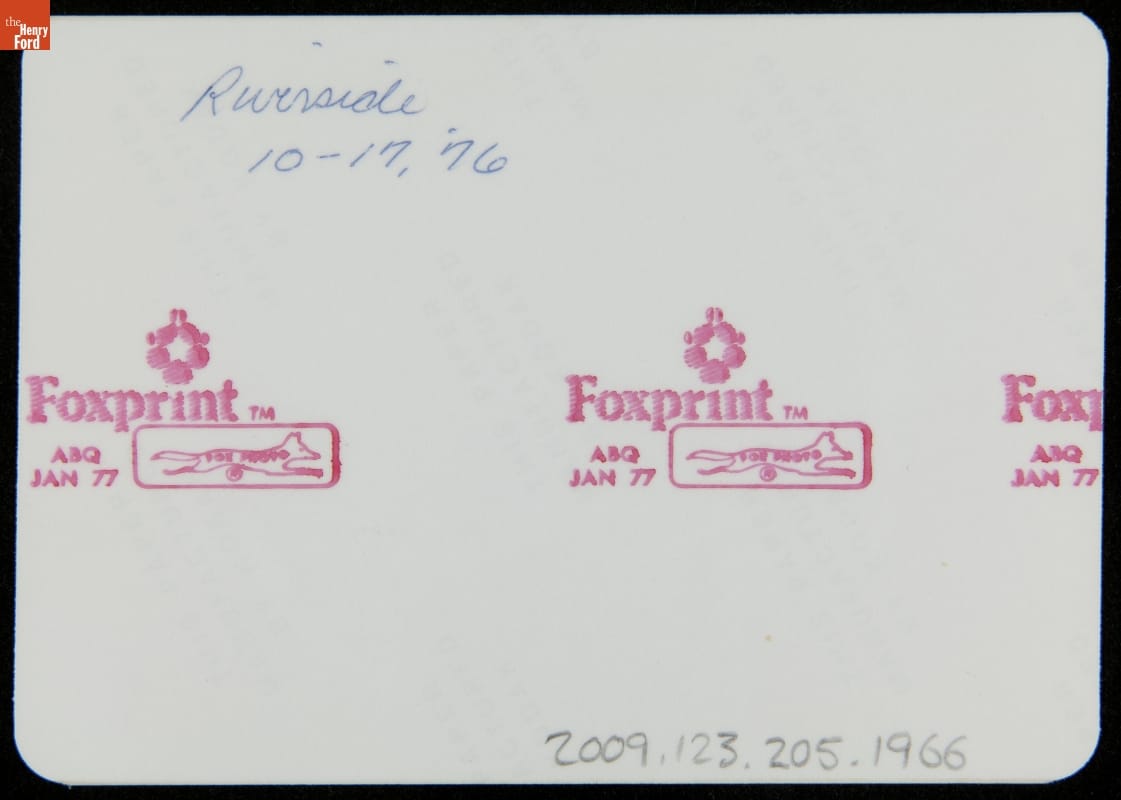 the
Henry
Ford
Riverside
10-17, '76
Foxprint TM
ABQ
JAN 77
FOX PHOTO
®
Foxprint TM
ABQ
JAN 77
FOX PHOTO
®
Foxp
ABQ
JAN 77
2009.123.205.1966